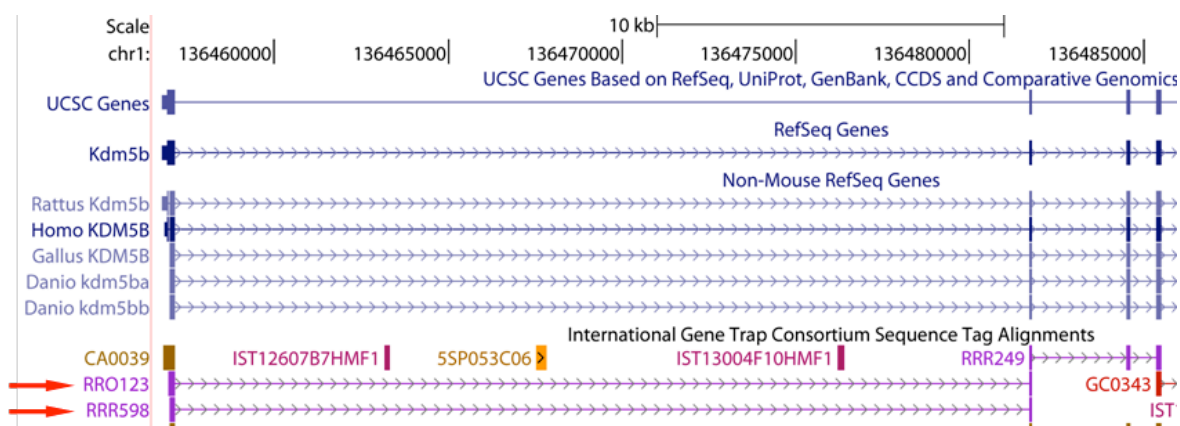 Scale 10 kb
chr1: 136460000 136465000 136470000 136475000 136480000 136485000
UCSC Genes Based on RefSeq, UniProt, GenBank, CCDS and Comparative Genomics
UCSC Genes
RefSeq Genes
Kdm5b
Non-Mouse RefSeq Genes
Rattus Kdm5b
Homo KDM5B
Gallus KDM5B
Danio kdm5ba
Danio kdm5bb
International Gene Trap Consortium Sequence Tag Alignments
CA0039 IST12607B7HMF1 5SP053C06 IST13004F10HMF1 RRR249
RRO123 GC0343
RRR598